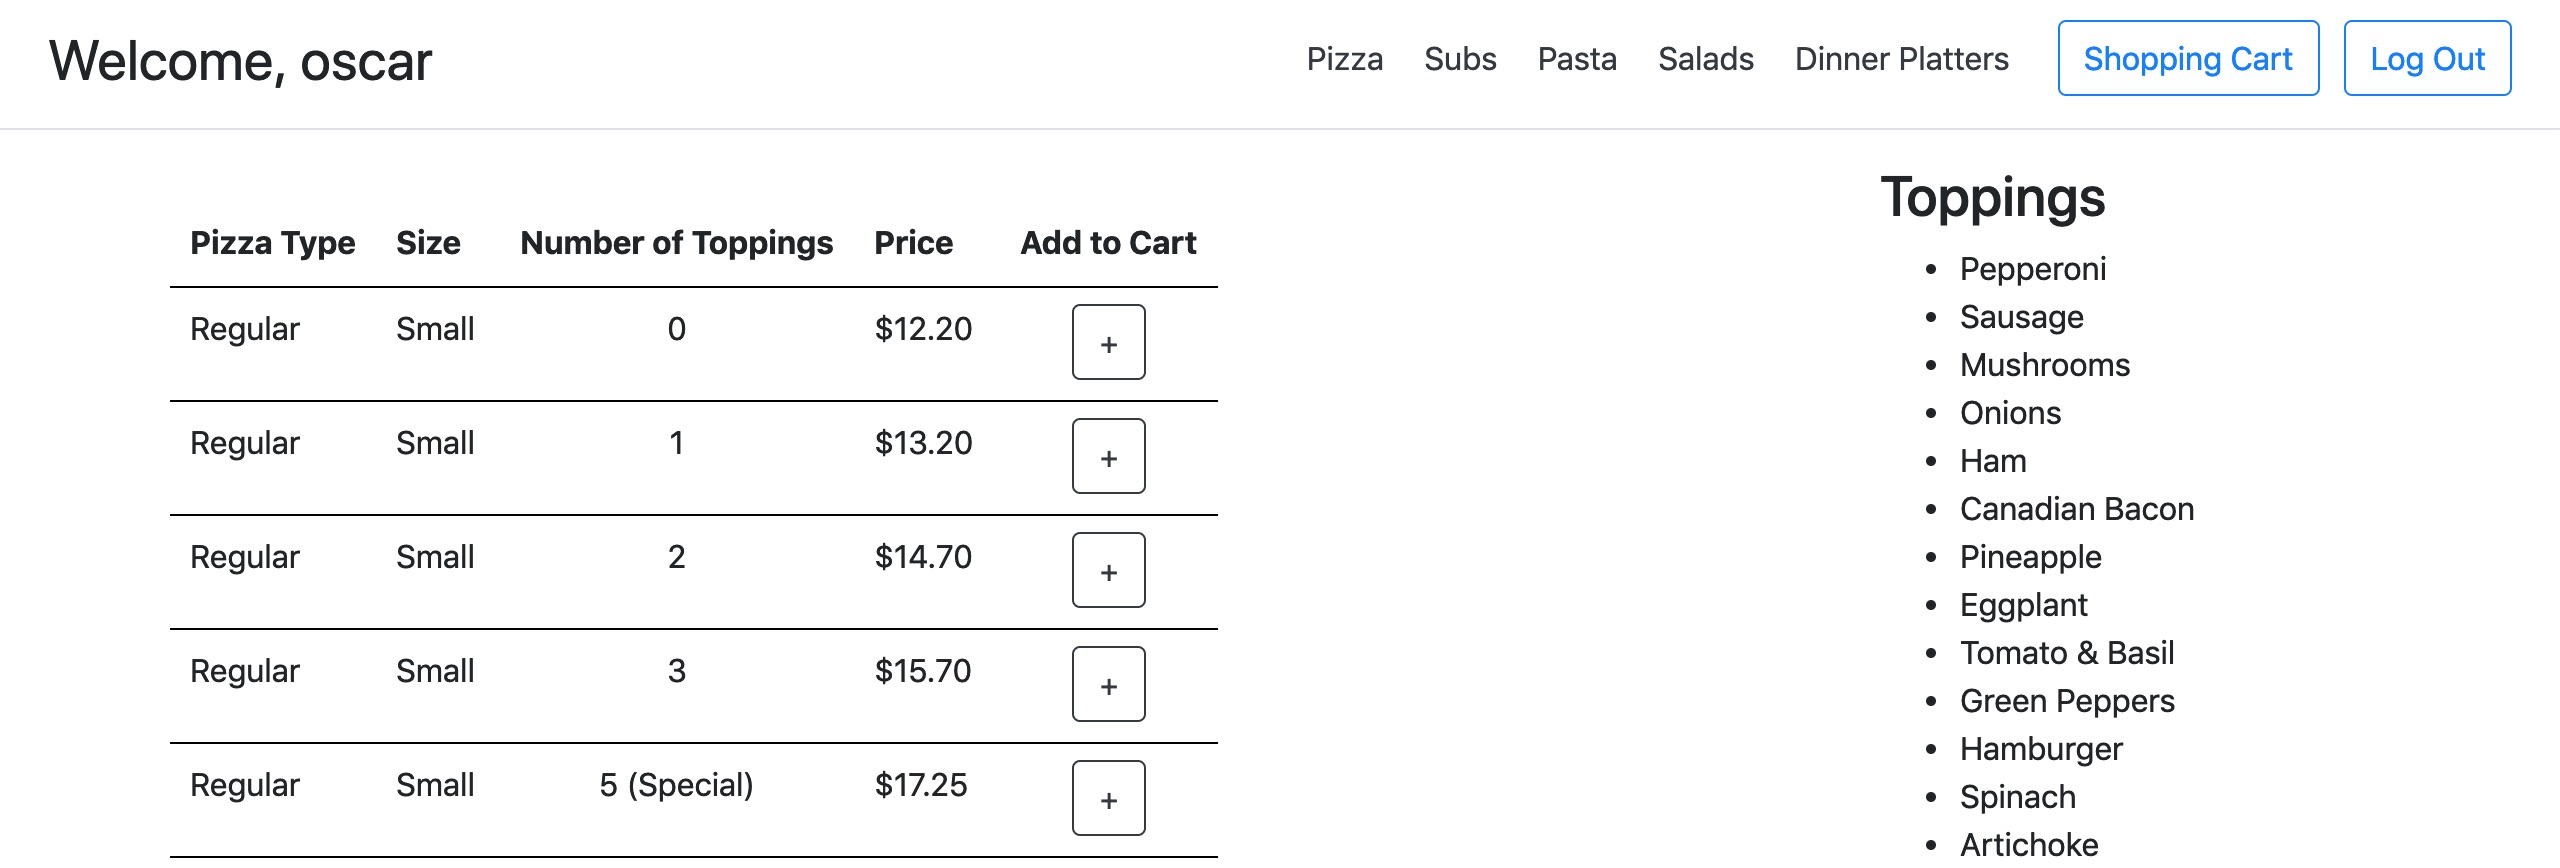 Welcome, oscar
Pizza Subs Pasta Salads Dinner Platters Shopping Cart Log Out
Pizza Type Size Number of Toppings Price Add to Cart
Regular Small 0 $12.20 +
Regular Small 1 $13.20 +
Regular Small 2 $14.70 +
Regular Small 3 $15.70 +
Regular Small 5 (Special) $17.25 +
Toppings
• Pepperoni
• Sausage
• Mushrooms
• Onions
• Ham
• Canadian Bacon
• Pineapple
• Eggplant
• Tomato & Basil
• Green Peppers
• Hamburger
• Spinach
• Artichoke